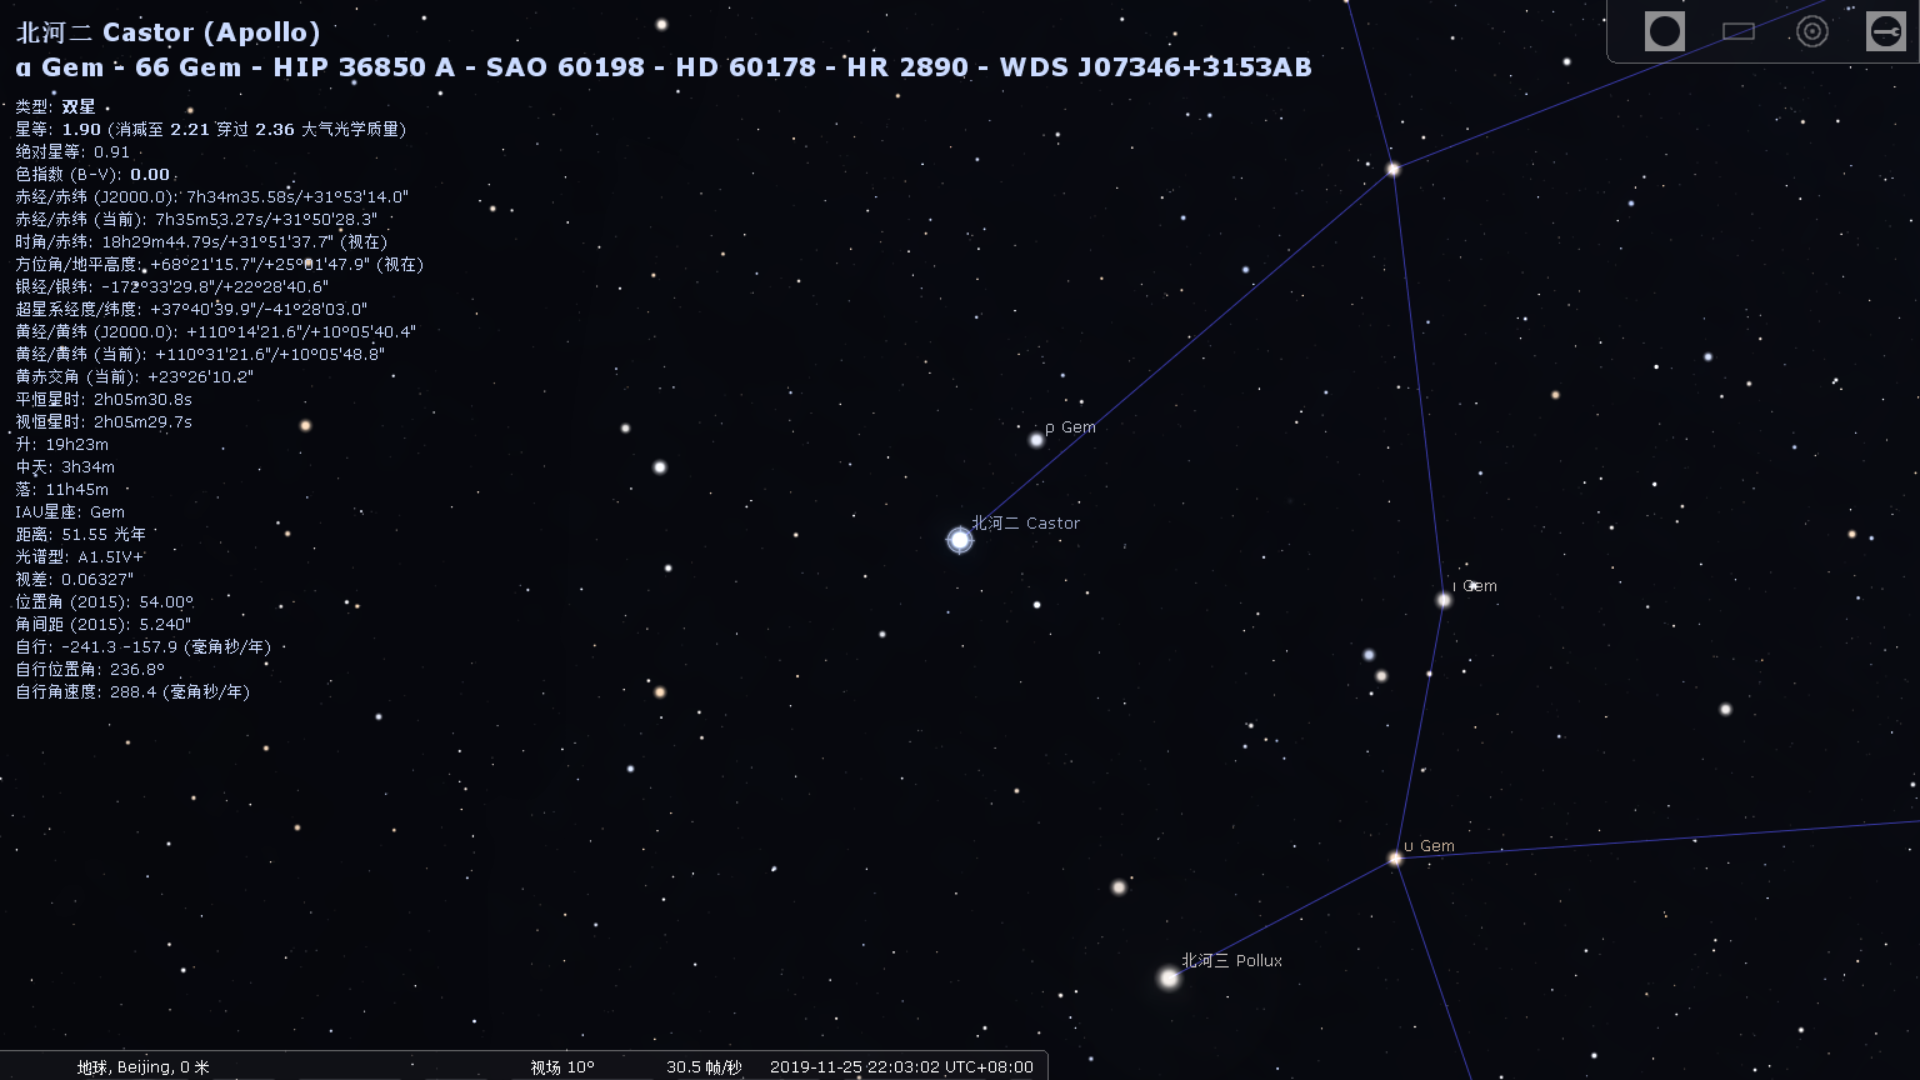 北河二 Castor (Apollo)
α Gem - 66 Gem - HIP 36850 A - SAO 60198 - HD 60178 - HR 2890 - WDS J07346+3153AB
类型: 双星
星等: 1.90 (消减至 2.21 穿过 2.36 大气光学质量)
绝对星等: 0.91
色指数 (B-V): 0.00
赤经/赤纬 (J2000.0): 7h34m35.58s/+31°53'14.0"
赤经/赤纬 (当前): 7h35m53.27s/+31°50'28.3"
时角/赤纬: 18h29m44.79s/+31°51'37.7" (视在)
方位角/地平高度: +68°21'15.7"/+25°01'47.9" (视在)
银经/银纬: -172°33'29.8"/+22°28'40.6"
超星系经度/纬度: +37°40'39.9"/-41°28'03.0"
黄经/黄纬 (J2000.0): +110°14'21.6"/+10°05'40.4"
黄经/黄纬 (当前): +110°31'21.6"/+10°05'48.8"
黄赤交角 (当前): +23°26'10.2"
平恒星时: 2h05m30.8s
视恒星时: 2h05m29.7s
升: 19h23m
中天: 3h34m
落: 11h45m
IAU星座: Gem
距离: 51.55 光年
光谱型: A1.5IV+
视差: 0.06327"
位置角 (2015): 54.00°
角间距 (2015): 5.240"
自行: -241.3 -157.9 (毫角秒/年)
自行位置角: 236.8°
自行角速度: 288.4 (毫角秒/年)
ρ Gem
北河二 Castor
ι Gem
υ Gem
北河三 Pollux
地球, Beijing, 0 米 视场 10° 30.5 帧/秒 2019-11-25 22:03:02 UTC+08:00